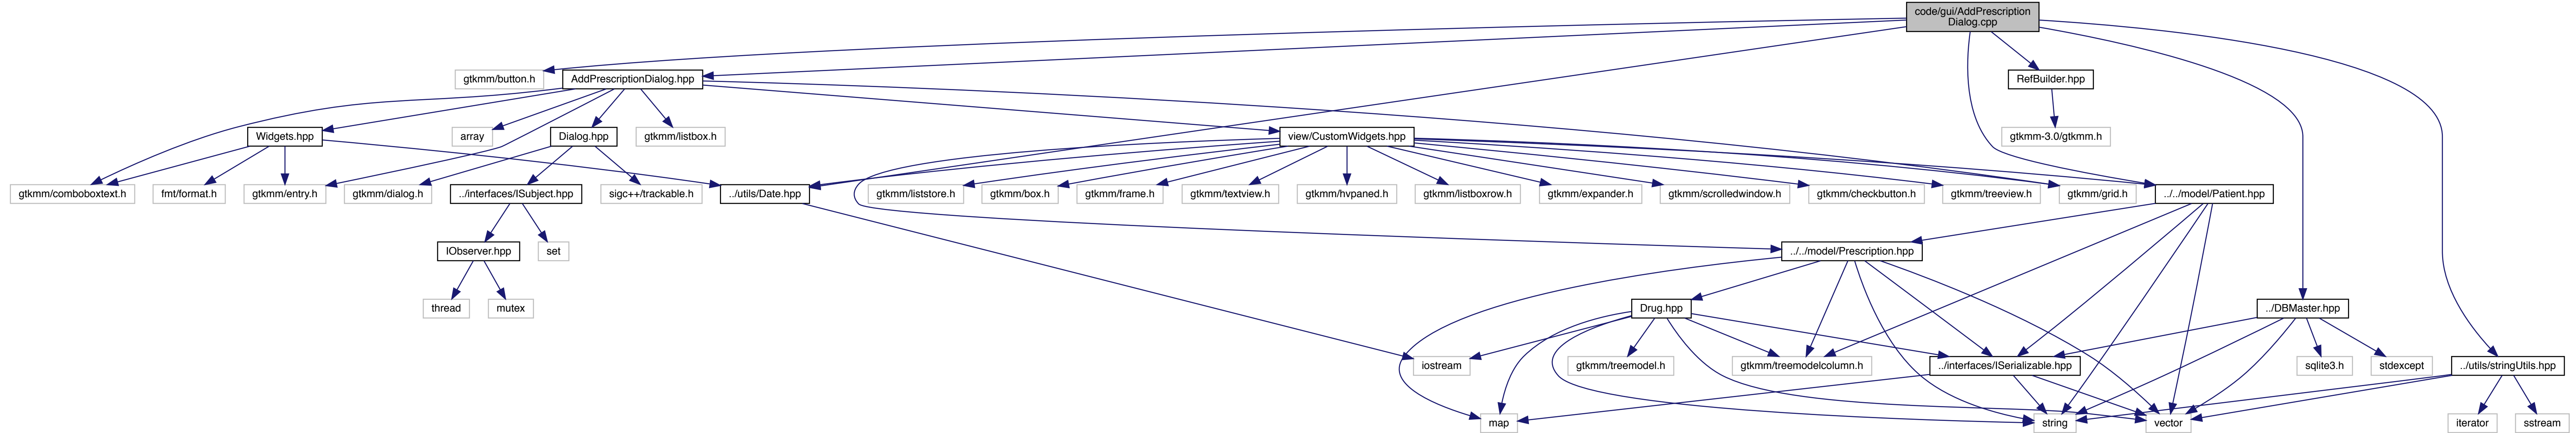 code/gui/AddPrescription
Dialog.cpp
gtkmm/button.h
AddPrescriptionDialog.hpp
RefBuilder.hpp
Widgets.hpp
array
Dialog.hpp
gtkmm/listbox.h
view/CustomWidgets.hpp
gtkmm-3.0/gtkmm.h
gtkmm/comboboxtext.h
fmt/format.h
gtkmm/entry.h
gtkmm/dialog.h
../interfaces/ISubject.hpp
sigc++/trackable.h
../utils/Date.hpp
gtkmm/liststore.h
gtkmm/box.h
gtkmm/frame.h
gtkmm/textview.h
gtkmm/hvpaned.h
gtkmm/listboxrow.h
gtkmm/expander.h
gtkmm/scrolledwindow.h
gtkmm/checkbutton.h
gtkmm/treeview.h
gtkmm/grid.h
../../model/Patient.hpp
IObserver.hpp
set
../../model/Prescription.hpp
thread
mutex
Drug.hpp
../DBMaster.hpp
iostream
gtkmm/treemodel.h
gtkmm/treemodelcolumn.h
../interfaces/ISerializable.hpp
sqlite3.h
stdexcept
../utils/stringUtils.hpp
map
string
vector
iterator
sstream